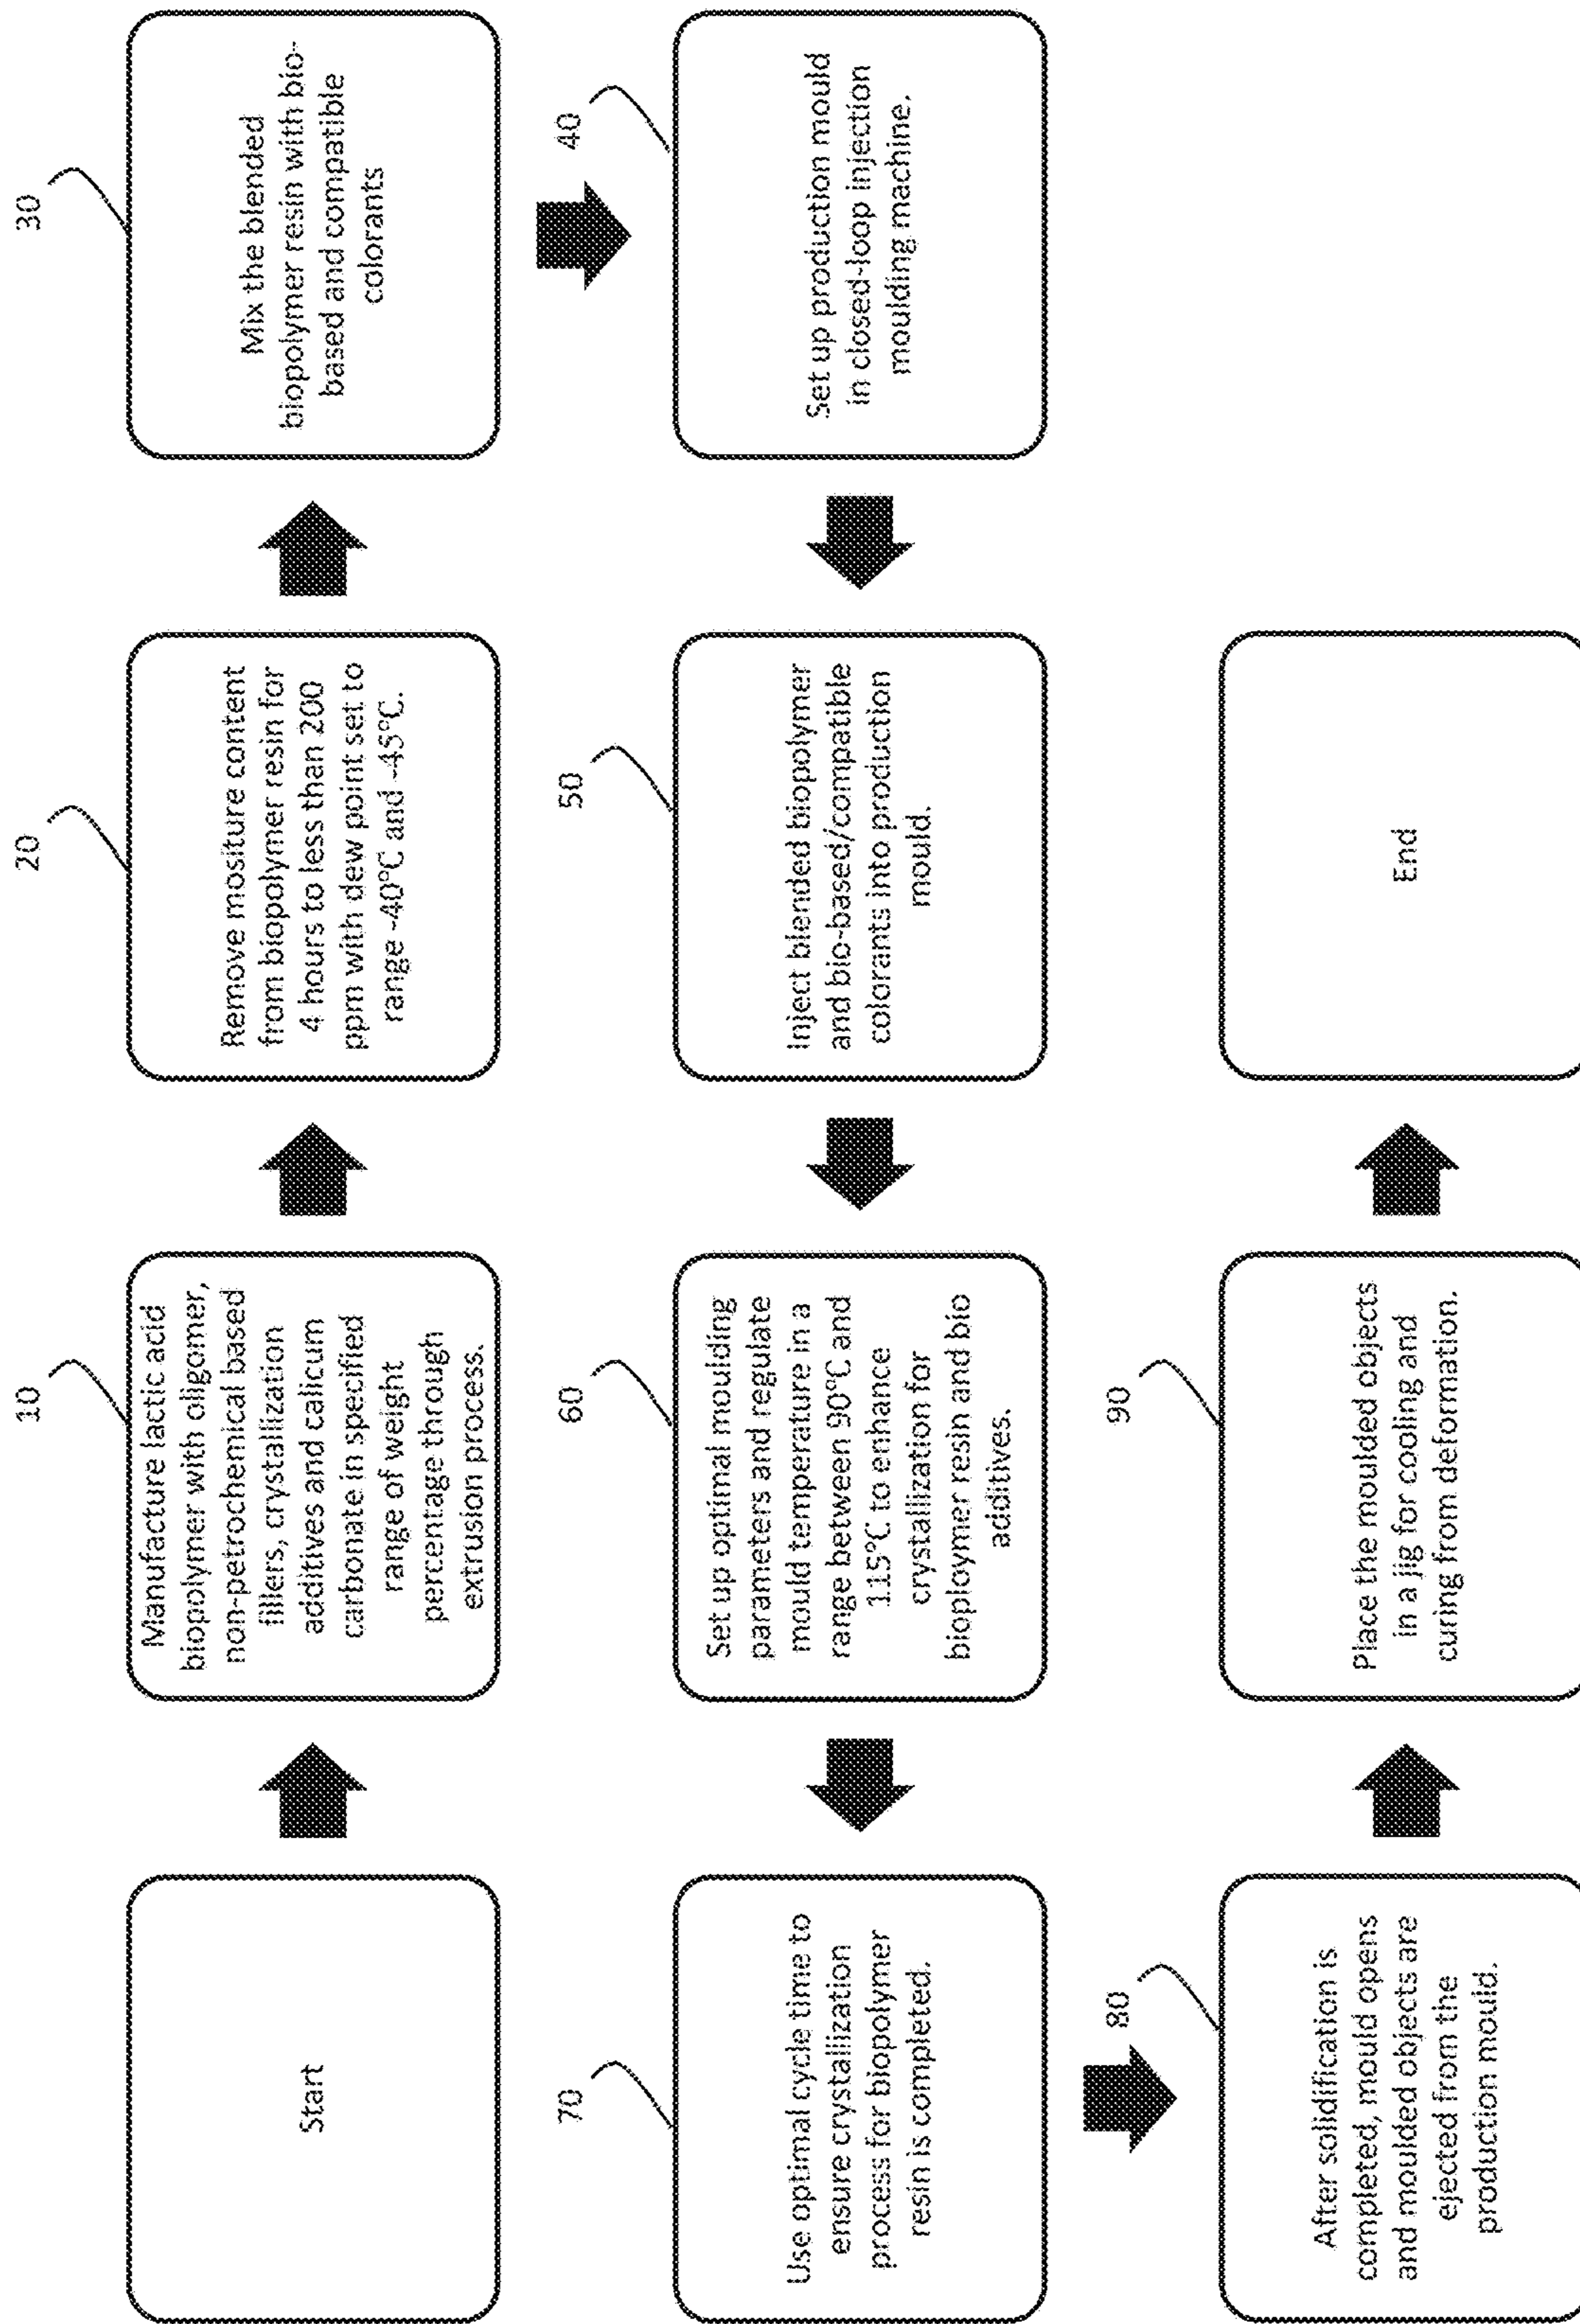 Start
10
Manufacture lactic acid
biopolymer with oligomer,
non-petrochemical based
fillers, crystallization
additives and calicum
carbonate in specified
range of weight
percentage through
extrusion process.
20
Remove mositure content
from biopolymer resin for
4 hours to less than 200
ppm with dew point set to
range -40°C and -45°C.
30
Mix the blended
biopolymer resin with bio-
based and compatible
colorants
40
Set up production mould
in closed-loop injection
moulding machine.
50
Inject blended biopolymer
and bio-based/compatible
colorants into production
mould.
60
Set up optimal moulding
parameters and regulate
mould temperature in a
range between 90°C and
115°C to enhance
crystallization for
bioploymer resin and bio
additives.
70
Use optimal cycle time to
ensure crystallization
process for biopolymer
resin is completed.
80
After solidification is
completed, mould opens
and moulded objects are
ejected from the
production mould.
90
Place the moulded objects
in a jig for cooling and
curing from deformation.
End